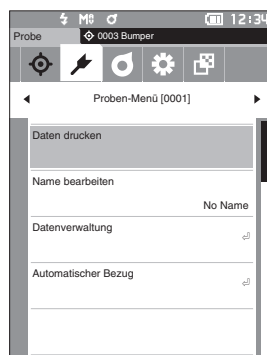 12:34
Probe 0003 Bumper
Proben-Menü [0001]
Daten drucken
Name bearbeiten
No Name
Datenverwaltung
Automatischer Bezug